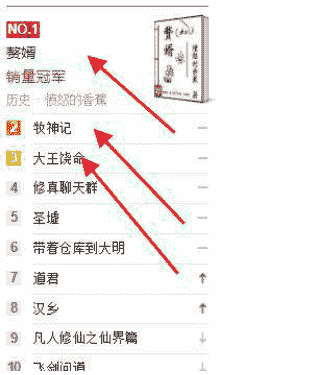 NO.1
赘婿
销量冠军
历史 · 愤怒的香蕉
2 牧神记
3 大王饶命
4 修真聊天群
5 圣墟
6 带着仓库到大明
7 道君
8 汉乡
9 凡人修仙之仙界篇
10 飞剑问道
赘婿